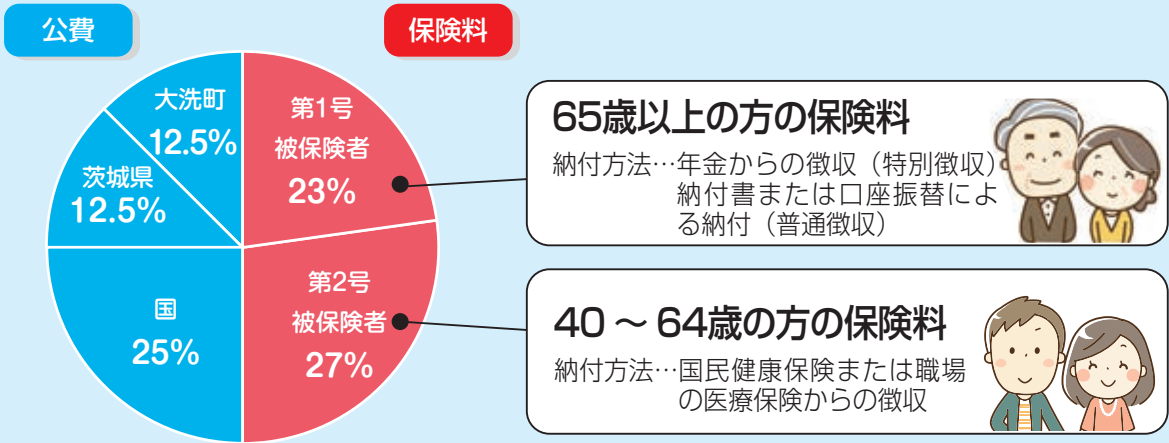 公費
保険料
大洗町
12.5%
茨城県
12.5%
国
25%
第1号
被保険者
23%
第2号
被保険者
27%
65歳以上の方の保険料
納付方法…年金からの徴収（特別徴収）
納付書または口座振替によ
る納付（普通徴収）
40～64歳の方の保険料
納付方法…国民健康保険または職場
の医療保険からの徴収